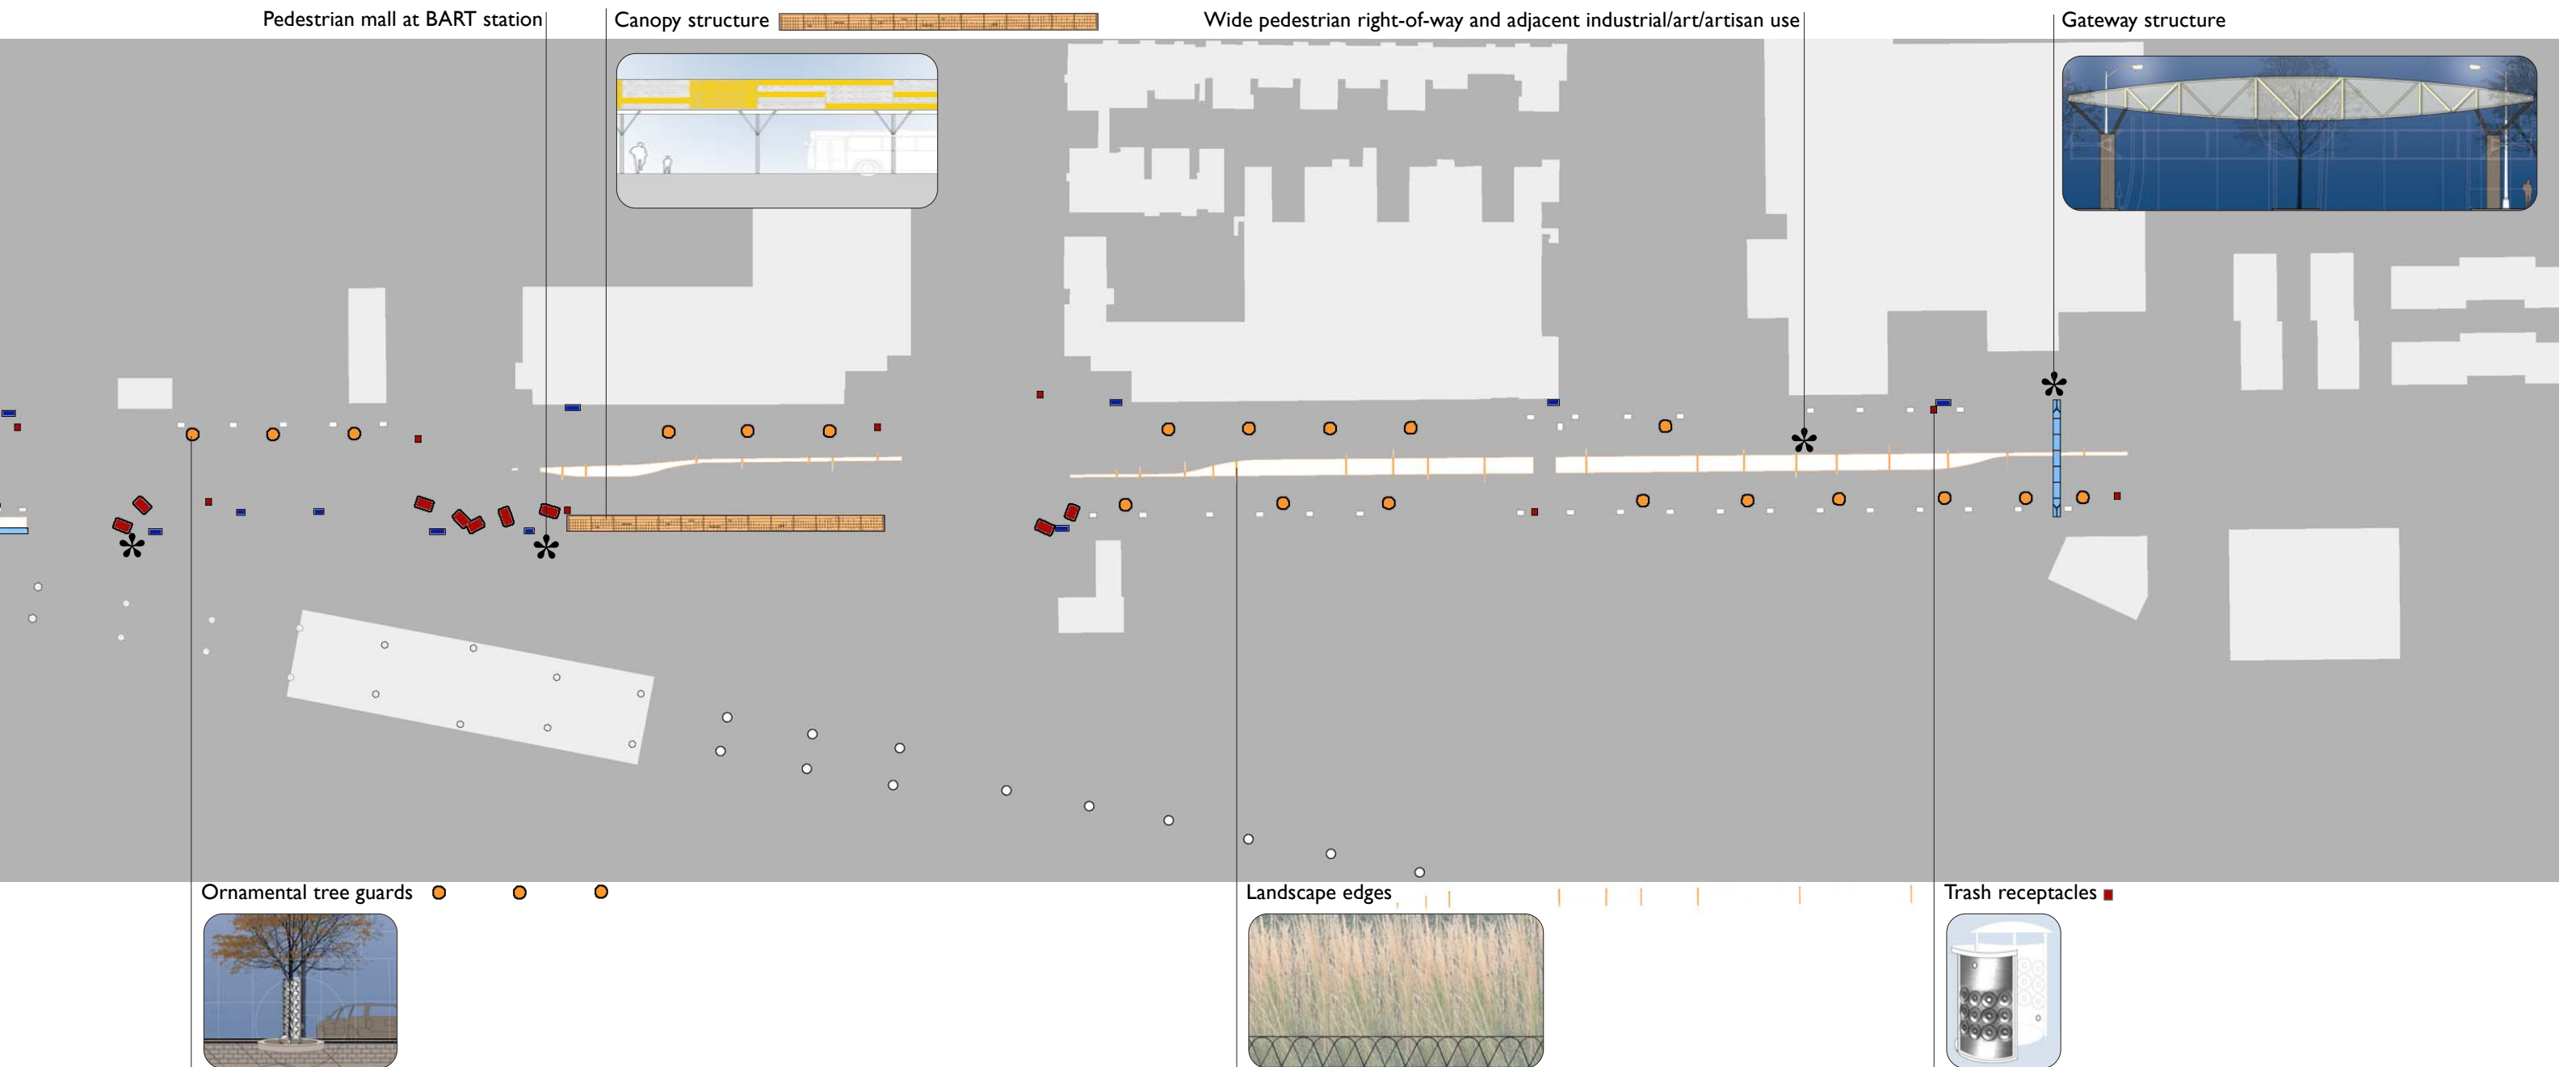 Pedestrian mall at BART station
Canopy structure
Wide pedestrian right-of-way and adjacent industrial/art/artisan use
Gateway structure
Ornamental tree guards
Landscape edges
Trash receptacles